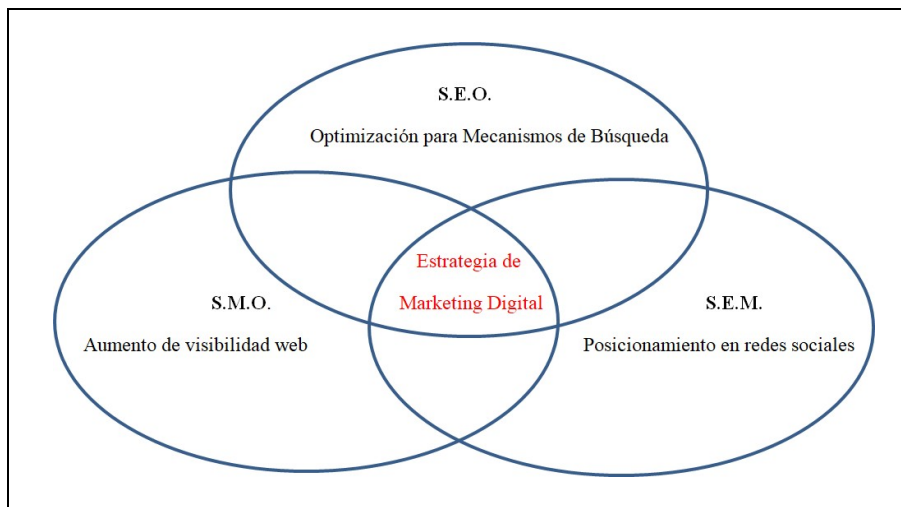 S.E.O.
Optimización para Mecanismos de Búsqueda
Estrategia de
Marketing Digital
S.M.O.
Aumento de visibilidad web
S.E.M.
Posicionamiento en redes sociales